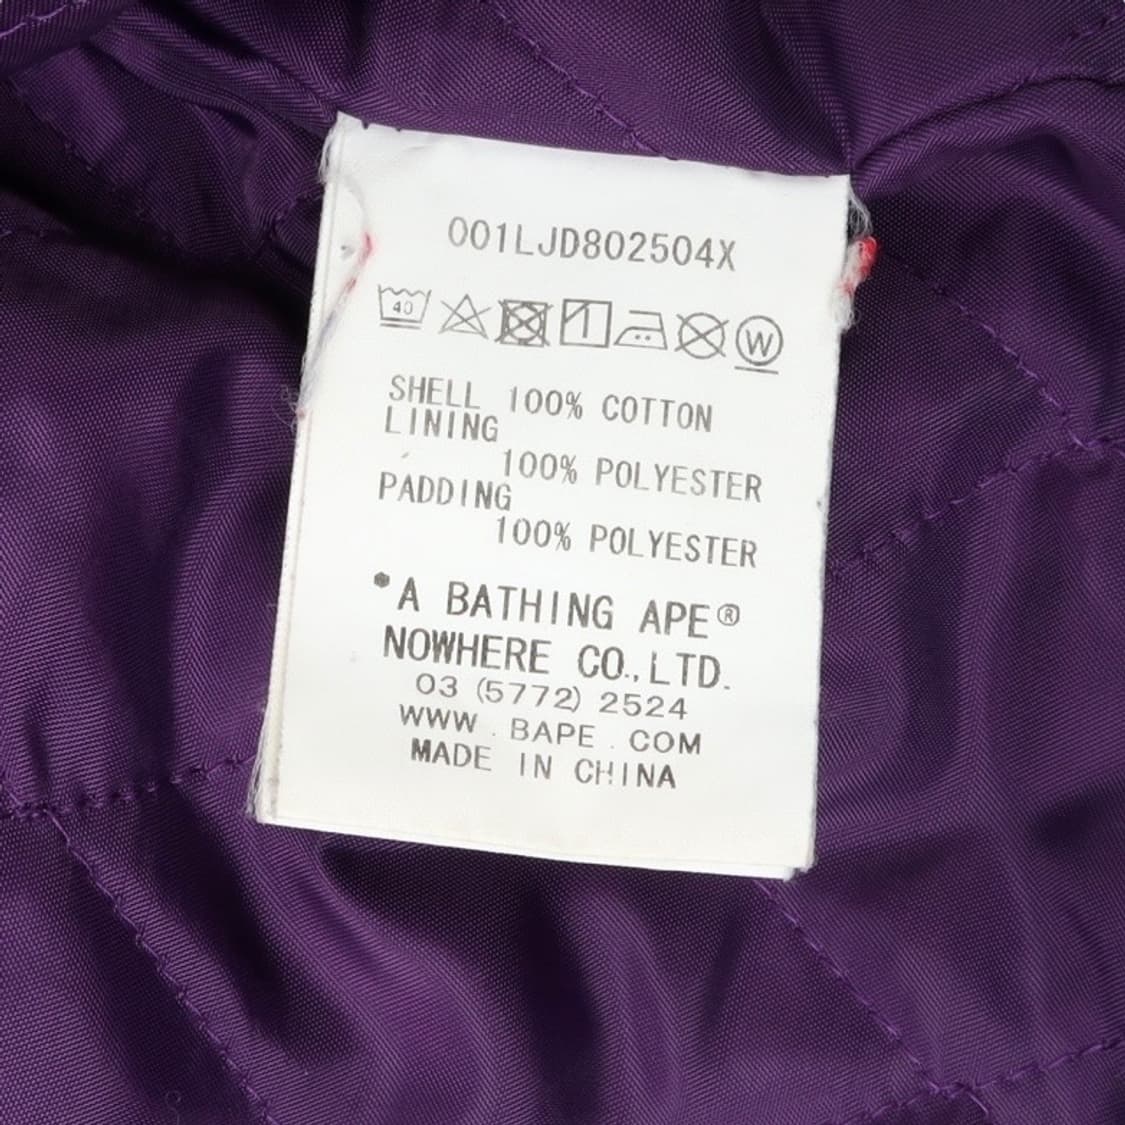 001LJD802504X
40
W
SHELL 100% COTTON
LINING
100% POLYESTER
PADDING
100% POLYESTER
*A BATHING APE®
NOWHERE CO., LTD.
03 (5772) 2524
WWW . BAPE . COM
MADE IN CHINA